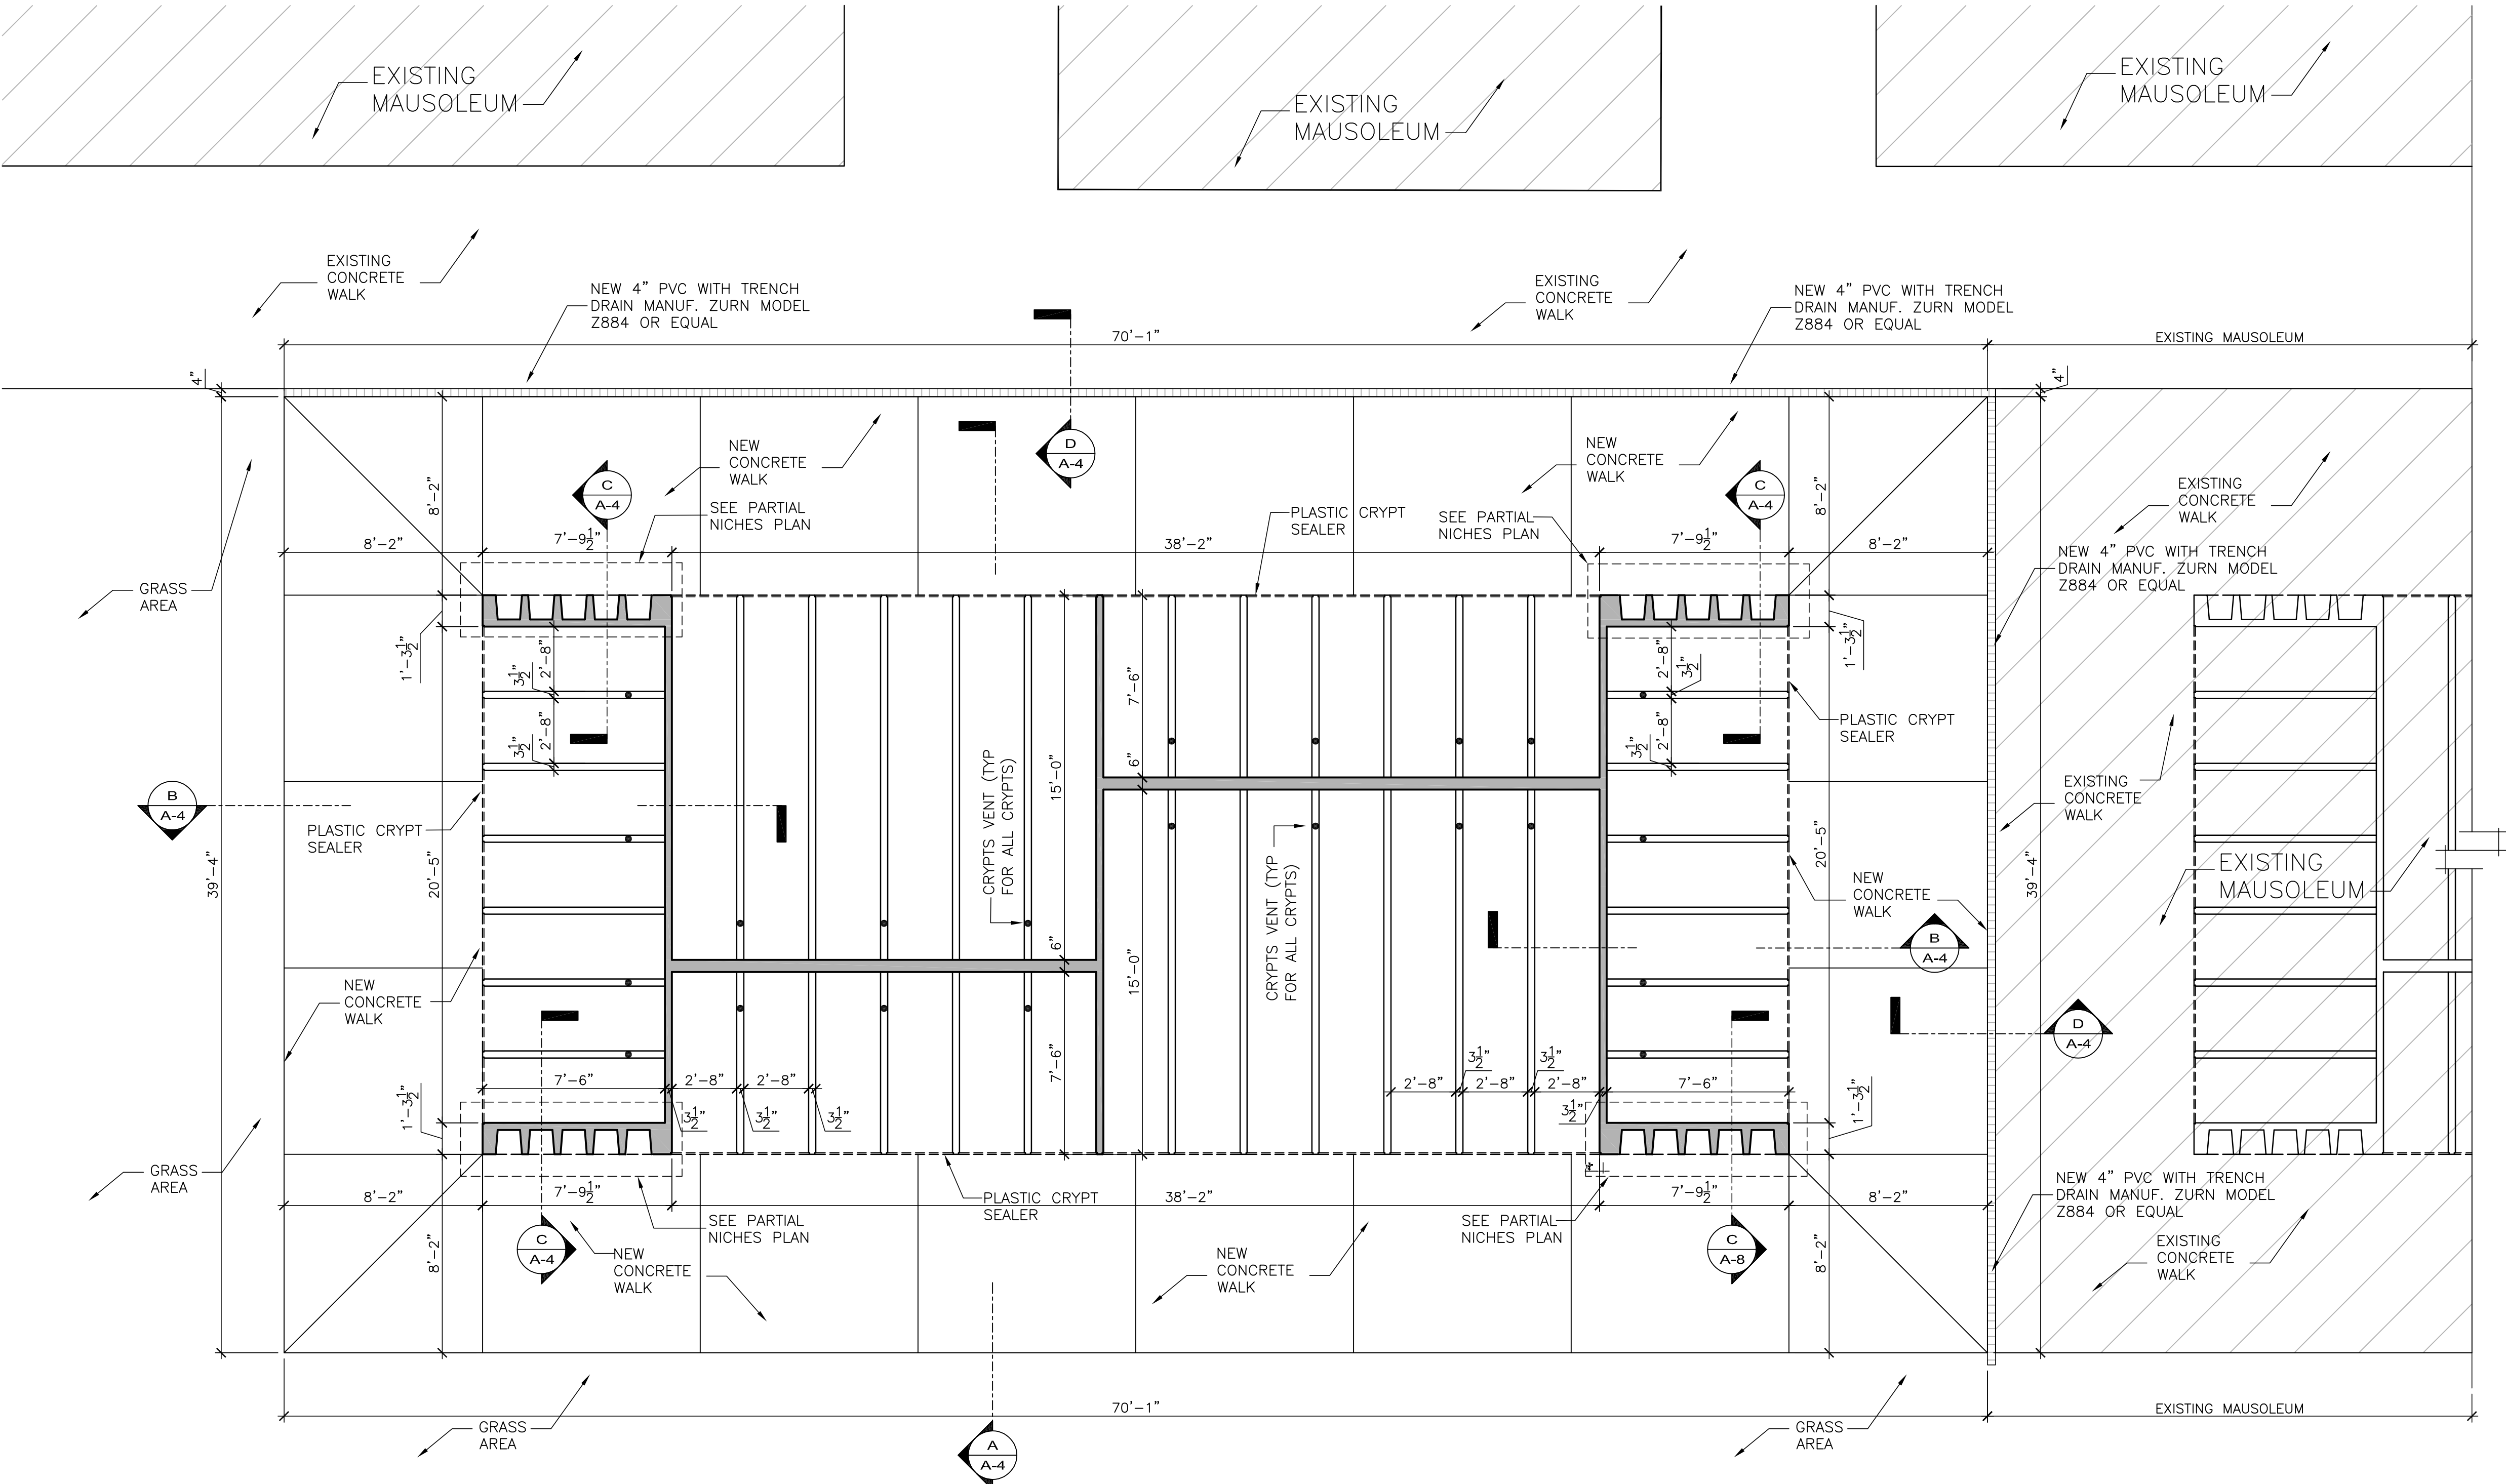 EXISTING
MAUSOLEUM
EXISTING
MAUSOLEUM
EXISTING
MAUSOLEUM
EXISTING
CONCRETE
WALK
NEW 4" PVC WITH TRENCH
DRAIN MANUF. ZURN MODEL
Z884 OR EQUAL
EXISTING
CONCRETE
WALK
NEW 4" PVC WITH TRENCH
DRAIN MANUF. ZURN MODEL
Z884 OR EQUAL
70'-1"
EXISTING MAUSOLEUM
4"
4"
NEW
CONCRETE
WALK
D
A-4
NEW
CONCRETE
WALK
C
A-4
C
A-4
8'-2"
8'-2"
EXISTING
CONCRETE
WALK
SEE PARTIAL
NICHES PLAN
PLASTIC CRYPT
SEALER
SEE PARTIAL
NICHES PLAN
8'-2"
7'-9½"
38'-2"
7'-9½"
8'-2"
NEW 4" PVC WITH TRENCH
DRAIN MANUF. ZURN MODEL
Z884 OR EQUAL
GRASS
AREA
1'-3½"
3½"
2'-8"
3½"
2'-8"
7'-6"
6"
2'-8"
3½"
2'-8"
3½"
1'-3½"
PLASTIC CRYPT
SEALER
B
A-4
PLASTIC CRYPT
SEALER
39'-4"
20'-5"
CRYPTS VENT (TYP
FOR ALL CRYPTS)
15'-0"
CRYPTS VENT (TYP
FOR ALL CRYPTS)
20'-5"
39'-4"
EXISTING
CONCRETE
WALK
EXISTING
MAUSOLEUM
NEW
CONCRETE
WALK
B
A-4
NEW
CONCRETE
WALK
6"
15'-0"
D
A-4
7'-6"
1'-3½"
7'-6"
2'-8"
2'-8"
3½"
3½"
3½"
3½"
3½"
2'-8"
2'-8"
2'-8"
3½"
7'-6"
1'-3½"
4"
GRASS
AREA
8'-2"
7'-9½"
PLASTIC CRYPT
SEALER
38'-2"
7'-9½"
8'-2"
NEW 4" PVC WITH TRENCH
DRAIN MANUF. ZURN MODEL
Z884 OR EQUAL
SEE PARTIAL
NICHES PLAN
SEE PARTIAL
NICHES PLAN
8'-2"
C
A-4
NEW
CONCRETE
WALK
NEW
CONCRETE
WALK
C
A-8
8'-2"
EXISTING
CONCRETE
WALK
70'-1"
EXISTING MAUSOLEUM
GRASS
AREA
A
A-4
GRASS
AREA